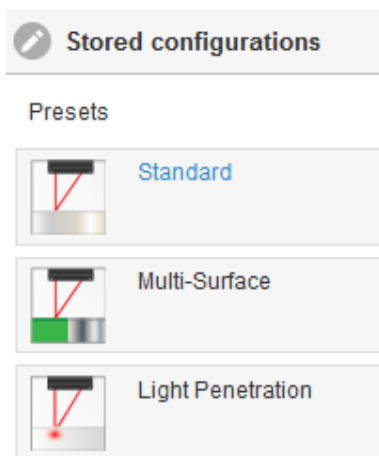 Stored configurations
Presets
Standard
Multi-Surface
Light Penetration